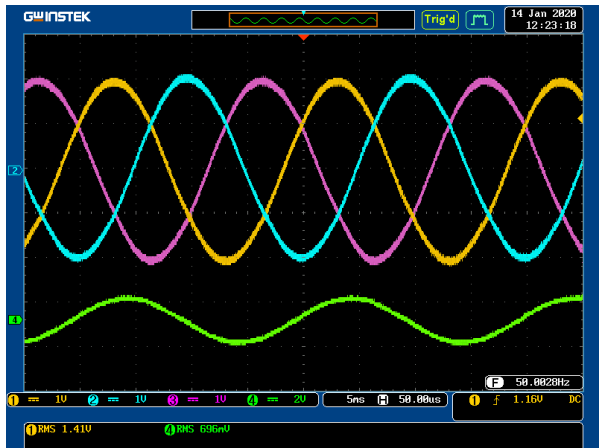 GWINSTEK
Trig'd
14 Jan 2020
12:23:18
2
4
F 50.0028Hz
1 1V 2 1V 3 1V 4 2V
5ms H 50.00us
1 1.16V DC
1 RMS 1.41V 4 RMS 696mV